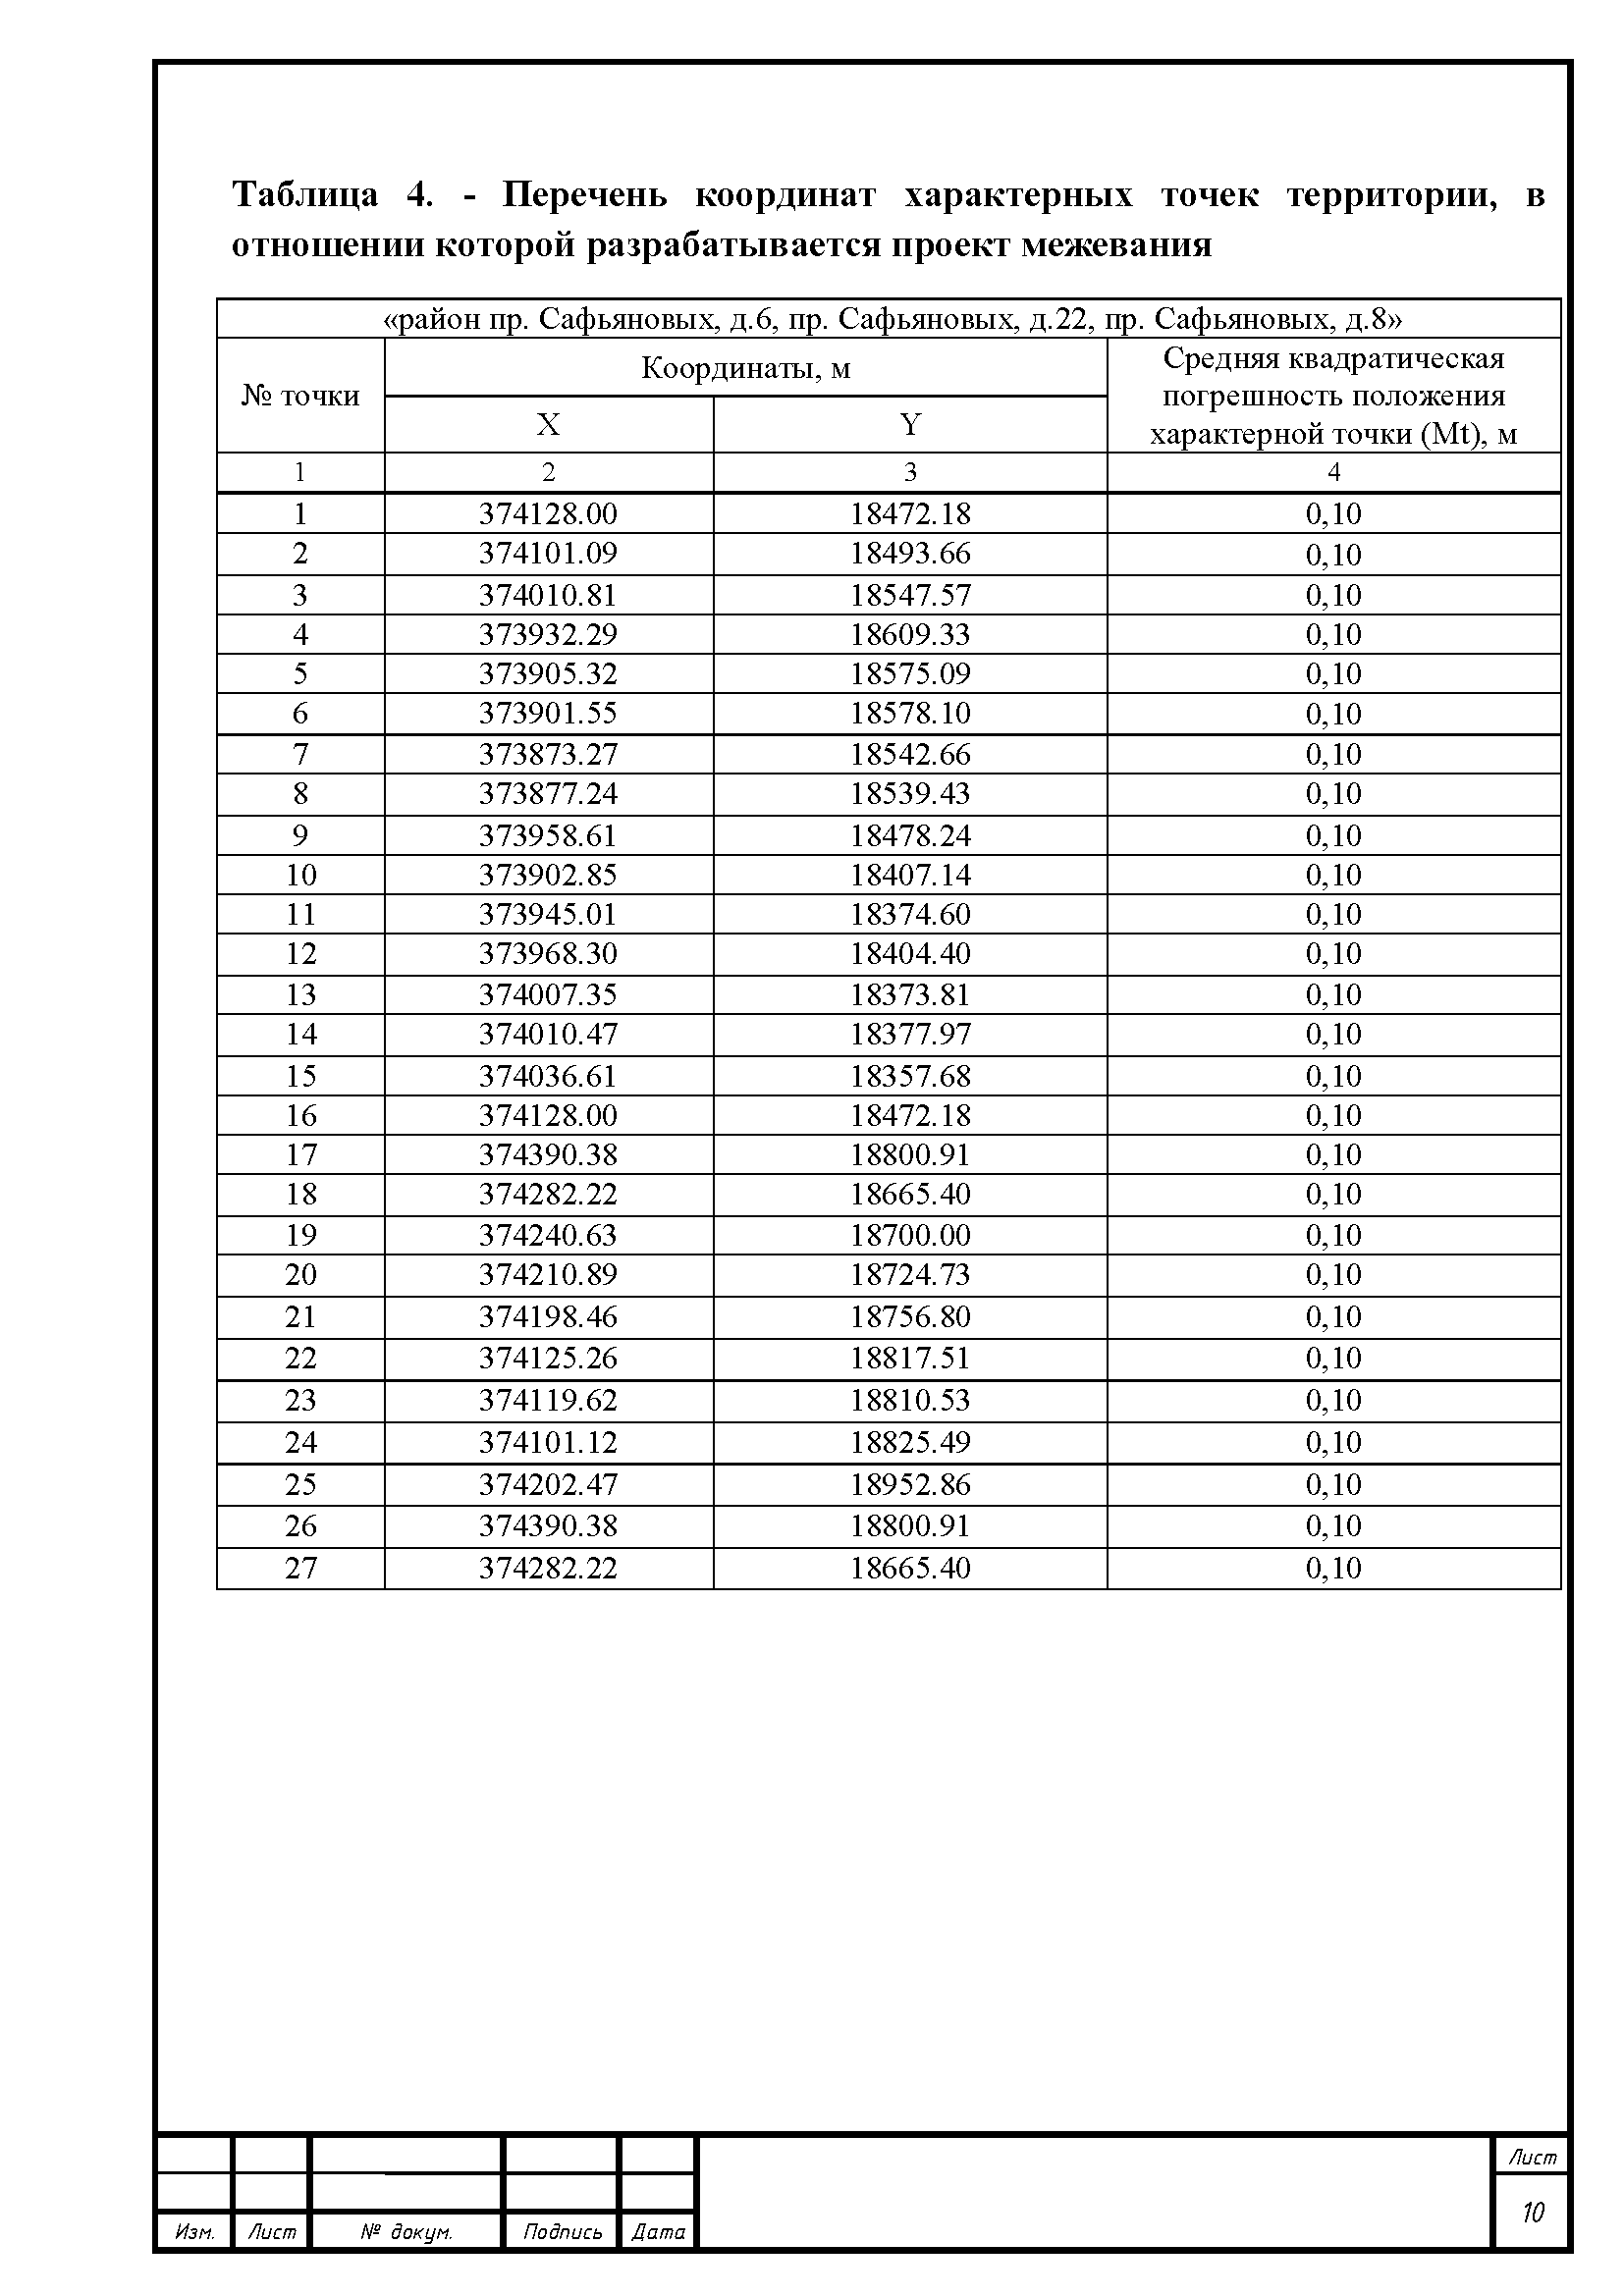 Таблица 4. - Перечень координат характерных точек территории, в
отношении которой разрабатывается проект межевания
«район пр. Сафьяновых, д.6, пр. Сафьяновых, д.22, пр. Сафьяновых, д.8»
№ точки Координаты, м Средняя квадратическая
погрешность положения
характерной точки (Mt), м
X Y
1 2 3 4
1 374128.00 18472.18 0,10
2 374101.09 18493.66 0,10
3 374010.81 18547.57 0,10
4 373932.29 18609.33 0,10
5 373905.32 18575.09 0,10
6 373901.55 18578.10 0,10
7 373873.27 18542.66 0,10
8 373877.24 18539.43 0,10
9 373958.61 18478.24 0,10
10 373902.85 18407.14 0,10
11 373945.01 18374.60 0,10
12 373968.30 18404.40 0,10
13 374007.35 18373.81 0,10
14 374010.47 18377.97 0,10
15 374036.61 18357.68 0,10
16 374128.00 18472.18 0,10
17 374390.38 18800.91 0,10
18 374282.22 18665.40 0,10
19 374240.63 18700.00 0,10
20 374210.89 18724.73 0,10
21 374198.46 18756.80 0,10
22 374125.26 18817.51 0,10
23 374119.62 18810.53 0,10
24 374101.12 18825.49 0,10
25 374202.47 18952.86 0,10
26 374390.38 18800.91 0,10
27 374282.22 18665.40 0,10
Лист
10
Изм. Лист № докум. Подпись Дата